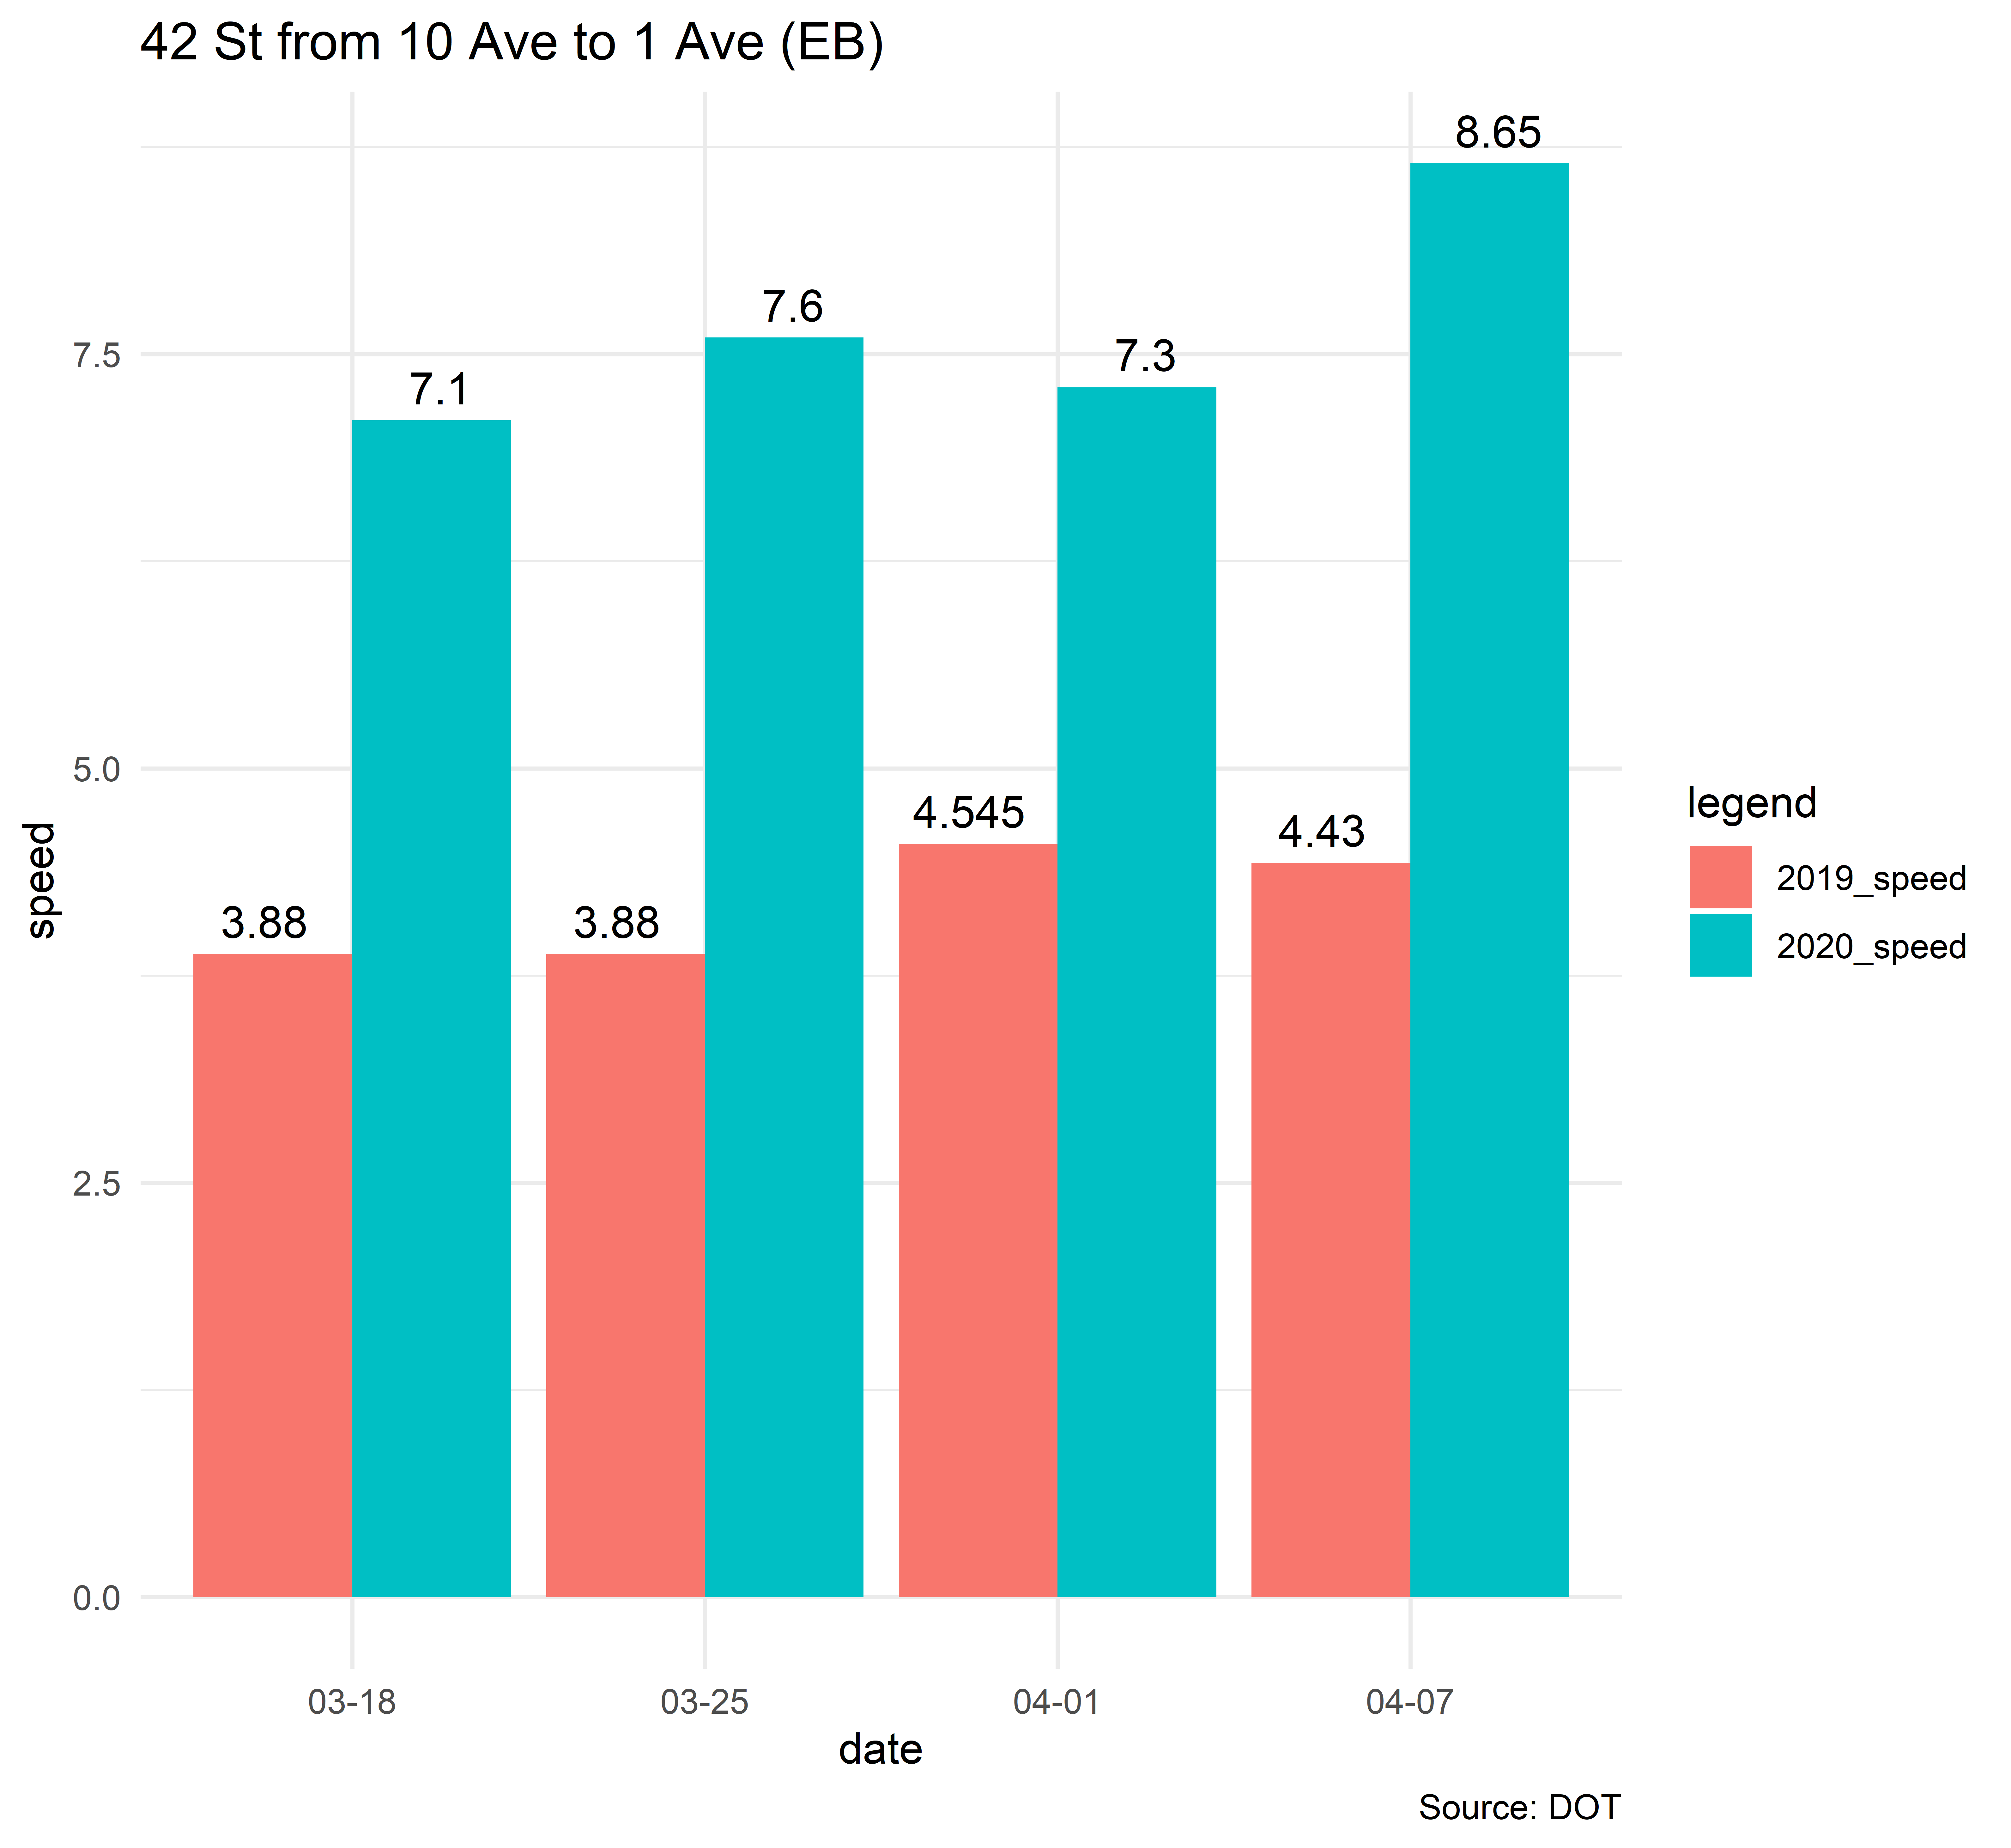 42 St from 10 Ave to 1 Ave (EB)
8.65
7.6
7.5
7.3
7.1
5.0
4.545
4.43
3.88
3.88
speed
legend
2019_speed
2020_speed
2.5
0.0
03-18
03-25
04-01
04-07
date
Source: DOT